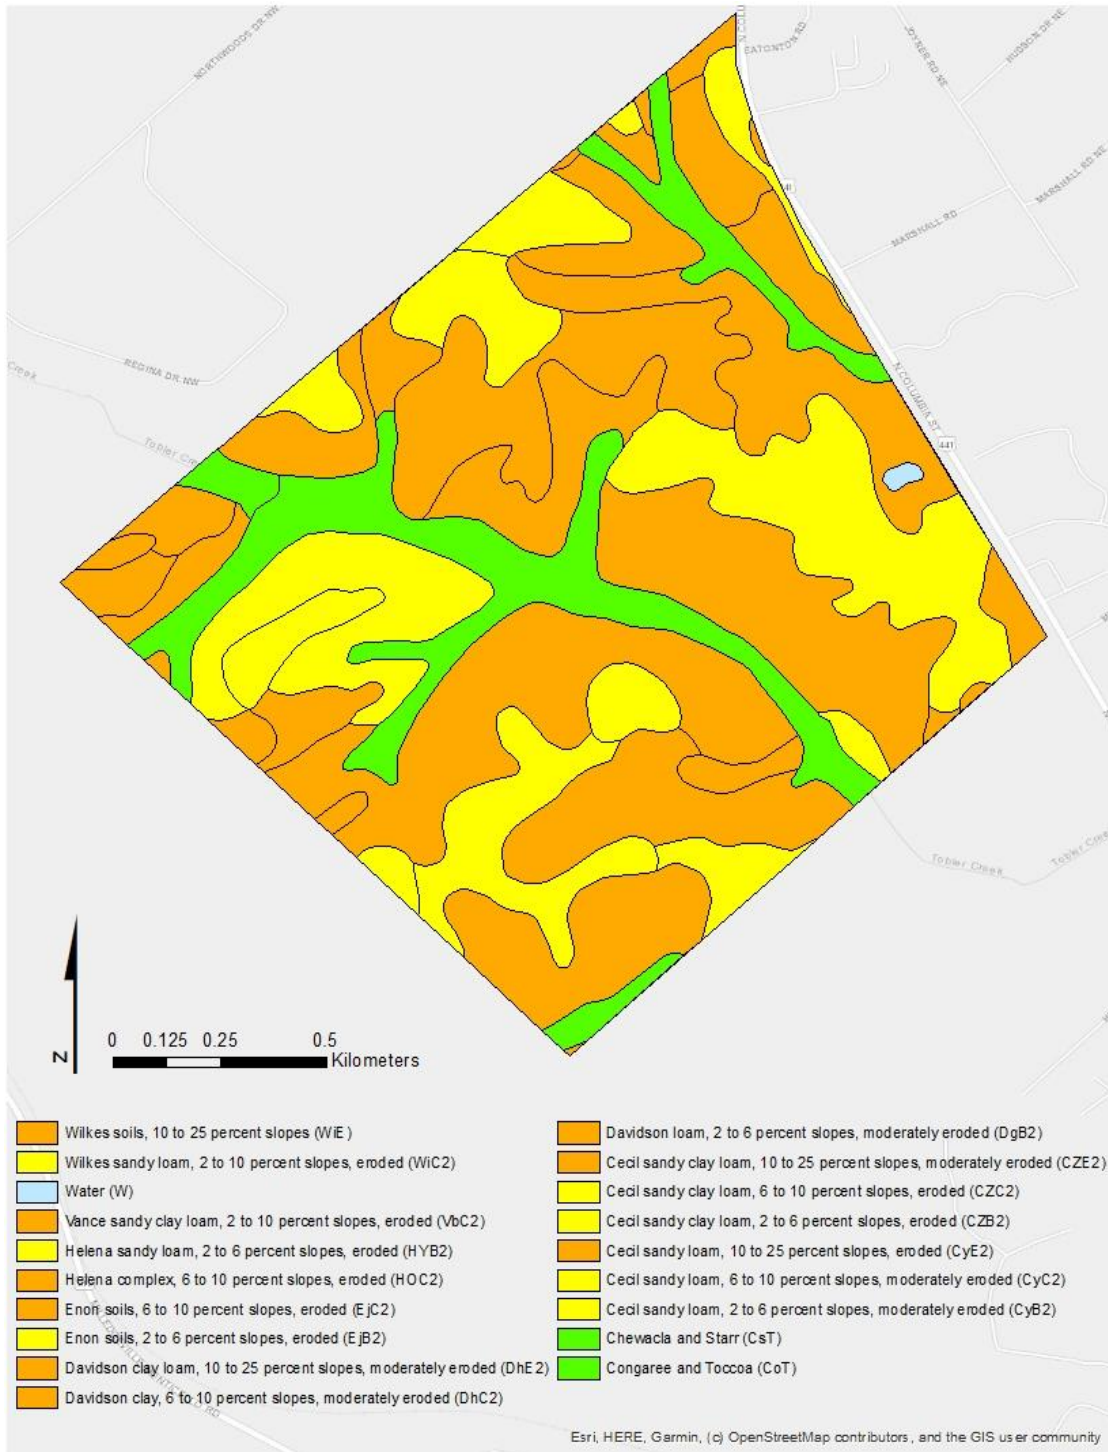 NORTHWOODS DR NW
N COLU
EATONTON RD
JOYNER RD NE
HUDSON DR NE
MARSHALL RD NE
MARSHALL RD
41
REGINA DR NW
Creek
Tobler Cre
N COLUMBIA ST
441
Tobler Creek
Tobler Creek
N
0 0.125 0.25 0.5
Kilometers
Wilkes soils, 10 to 25 percent slopes (WiE)
Wilkes sandy loam, 2 to 10 percent slopes, eroded (WiC2)
Water (W)
Vance sandy clay loam, 2 to 10 percent slopes, eroded (VbC2)
Helena sandy loam, 2 to 6 percent slopes, eroded (HYB2)
Helena complex, 6 to 10 percent slopes, eroded (HOC2)
Enon soils, 6 to 10 percent slopes, eroded (EjC2)
Enon soils, 2 to 6 percent slopes, eroded (EjB2)
Davidson clay loam, 10 to 25 percent slopes, moderately eroded (DhE2)
Davidson clay, 6 to 10 percent slopes, moderately eroded (DhC2)
Davidson loam, 2 to 6 percent slopes, moderately eroded (DgB2)
Cecil sandy clay loam, 10 to 25 percent slopes, moderately eroded (CZE2)
Cecil sandy clay loam, 6 to 10 percent slopes, eroded (CZC2)
Cecil sandy clay loam, 2 to 6 percent slopes, eroded (CZB2)
Cecil sandy loam, 10 to 25 percent slopes, eroded (CyE2)
Cecil sandy loam, 6 to 10 percent slopes, moderately eroded (CyC2)
Cecil sandy loam, 2 to 6 percent slopes, moderately eroded (CyB2)
Chewacla and Starr (CsT)
Congaree and Toccoa (CoT)
Esri, HERE, Garmin, (c) OpenStreetMap contributors, and the GIS user community